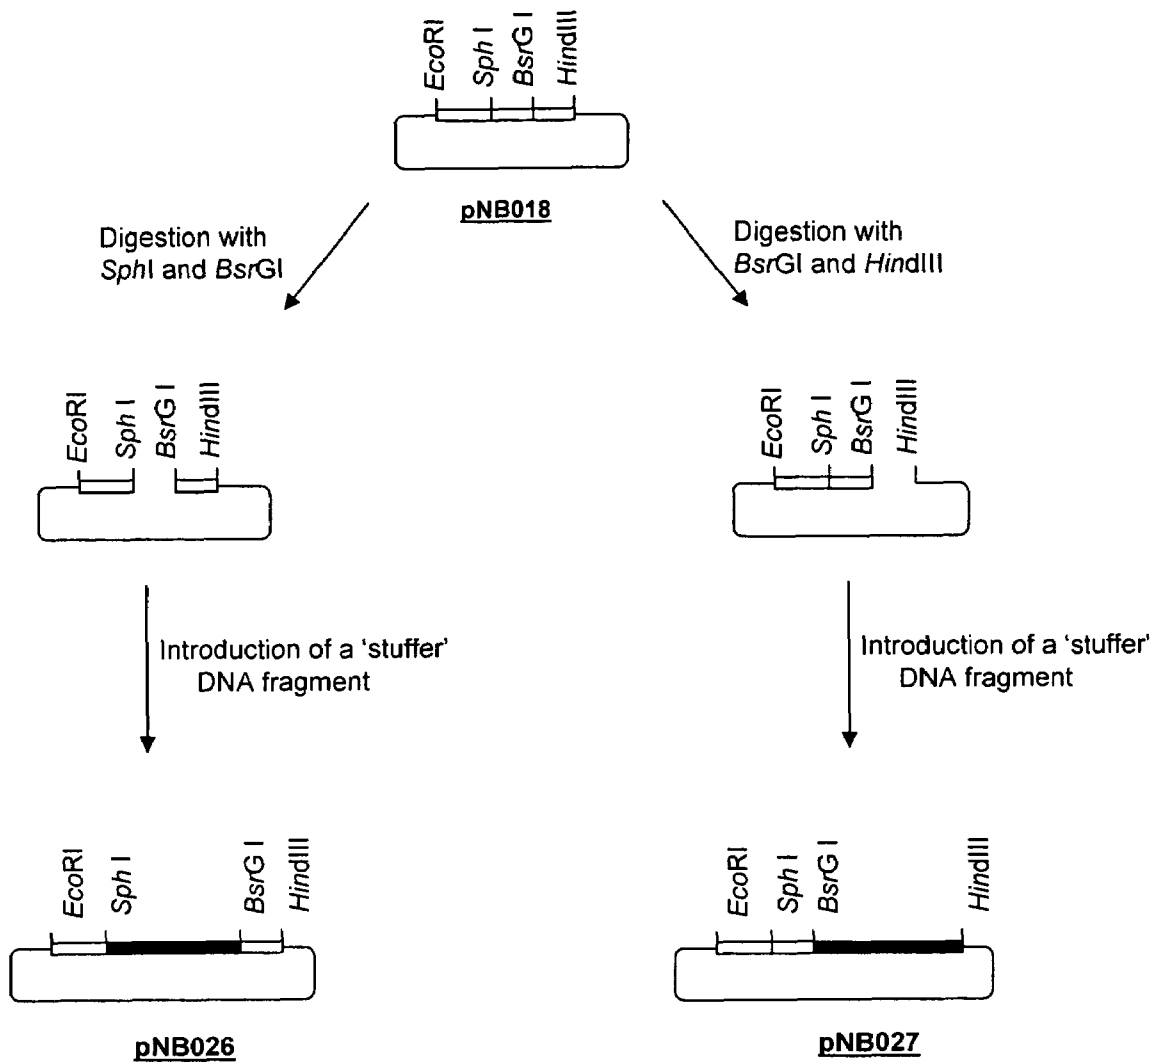 EcoRI
Sph I
BsrG I
HindIII
pNB018
Digestion with
SphI and BsrGI
Digestion with
BsrGI and HindIII
EcoRI
Sph I
BsrG I
HindIII
EcoRI
Sph I
BsrG I
HindIII
Introduction of a ‘stuffer’
DNA fragment
Introduction of a ‘stuffer’
DNA fragment
EcoRI
Sph I
BsrG I
HindIII
EcoRI
Sph I
BsrG I
HindIII
pNB026
pNB027